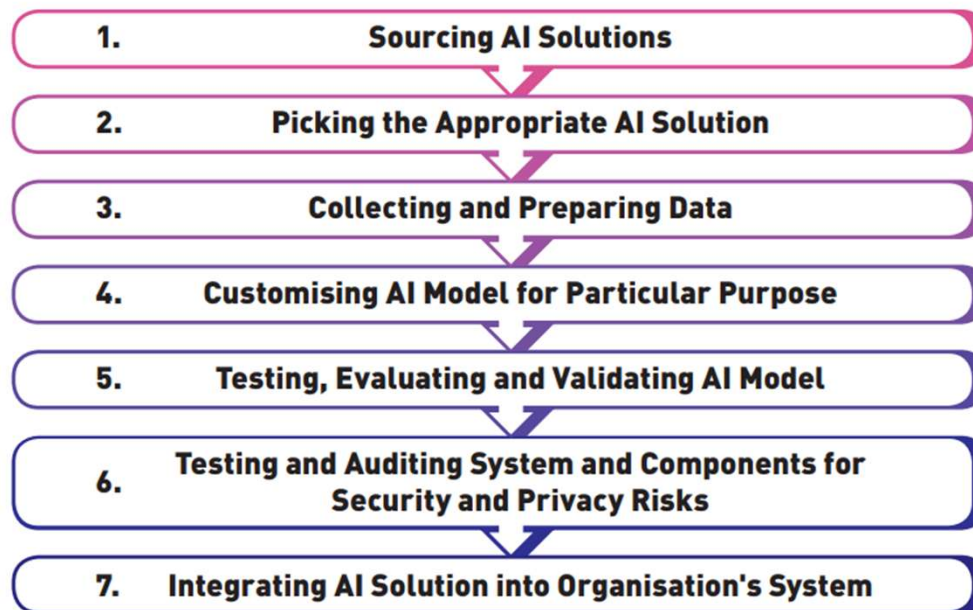 1. Sourcing AI Solutions
2. Picking the Appropriate AI Solution
3. Collecting and Preparing Data
4. Customising AI Model for Particular Purpose
5. Testing, Evaluating and Validating AI Model
6. Testing and Auditing System and Components for
Security and Privacy Risks
7. Integrating AI Solution into Organisation's System